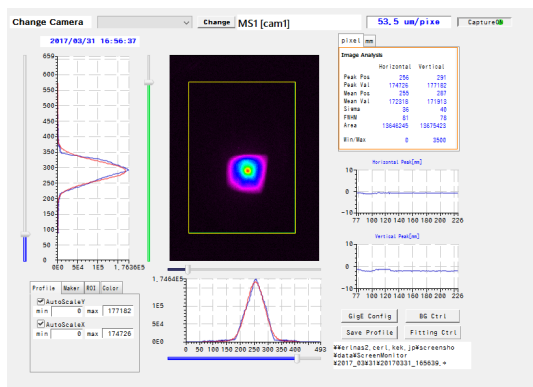 Change Camera Change MS1 [cam1] 53.5 um/pixe CaptureON
2017/03/31 16:56:37
pixel mm
Image Analysis
Horizontal Vertical
Peak Pos 256 291
Peak Val 174726 177182
Mean Pos 255 287
Mean Val 172318 171913
Sigma 36 40
FWHM 81 78
Area 13646245 13675423
Min/Max 0 3500
650
600
550
500
450
400
350
300
250
200
150
100
50
0
0E0 5E4 1E5 1.7636E5
Horizontal Peak[mm]
10
0
-10
77 100 120 140 160 180 200 226
Vertical Peak[mm]
10
0
-10
77 100 120 140 160 180 200 226
Profile Maker ROI Color
AutoScaleY
min 0 max 177182
AutoScaleX
min 0 max 174726
1.7464E5
1E5
5E4
0E0
0 50 100 150 200 250 300 350 400 493
GigE Config BG Ctrl
Save Profile Fitting Ctrl
¥¥erlnas2.cerl.kek.jp¥screensho
¥data¥ScreenMonitor
¥2017_03¥31¥20170331_165639.*